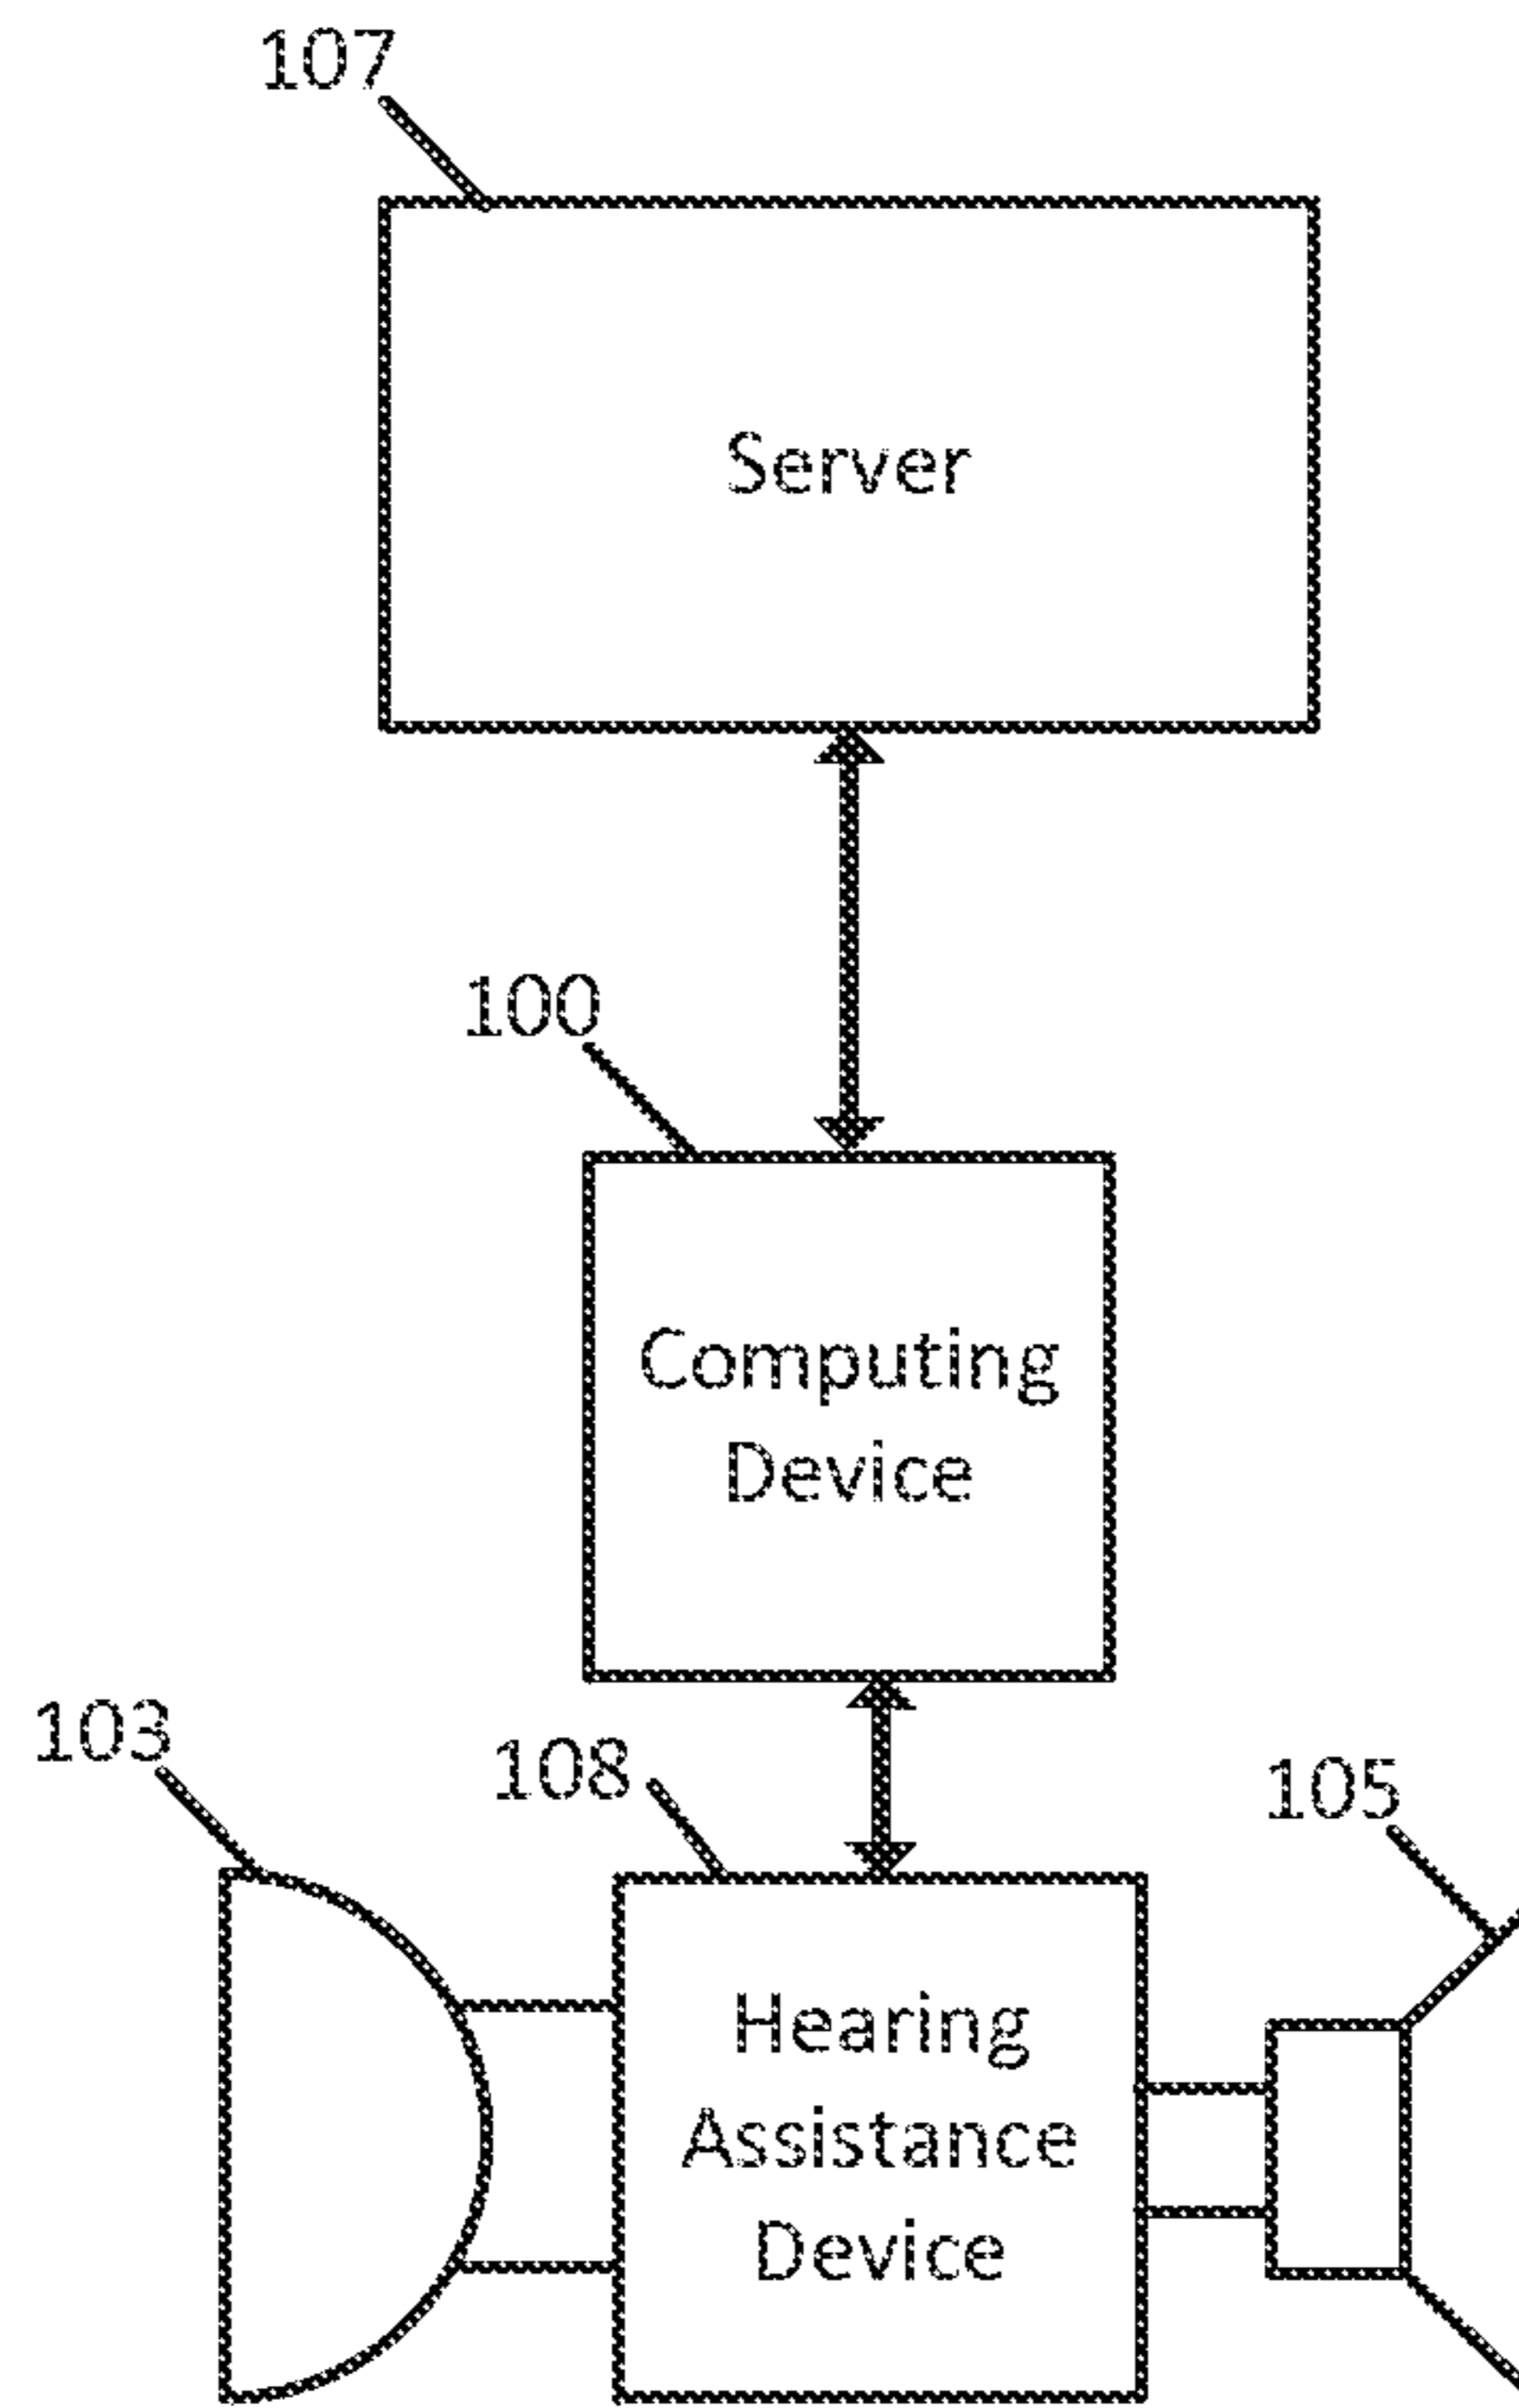 107
Server
100
Computing
Device
103
108
105
Hearing
Assistance
Device